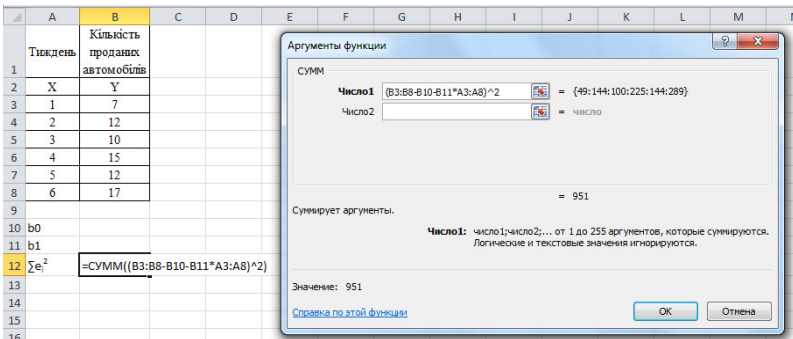 A B C D E F G H I J K L M
1 Тиждень Кількість проданих автомобілів
2 X Y
3 1 7
4 2 12
5 3 10
6 4 15
7 5 12
8 6 17
9
10 b0
11 b1
12 ∑eᵢ² =СУММ((B3:B8-B10-B11*A3:A8)^2)
13
14
15
16
Аргументы функции
СУММ
Число1 (B3:B8-B10-B11*A3:A8)^2 = {49:144:100:225:144:289}
Число2 = число
= 951
Суммирует аргументы.
Число1: число1;число2;... от 1 до 255 аргументов, которые суммируются.
Логические и текстовые значения игнорируются.
Значение: 951
Справка по этой функции
ОК
Отмена